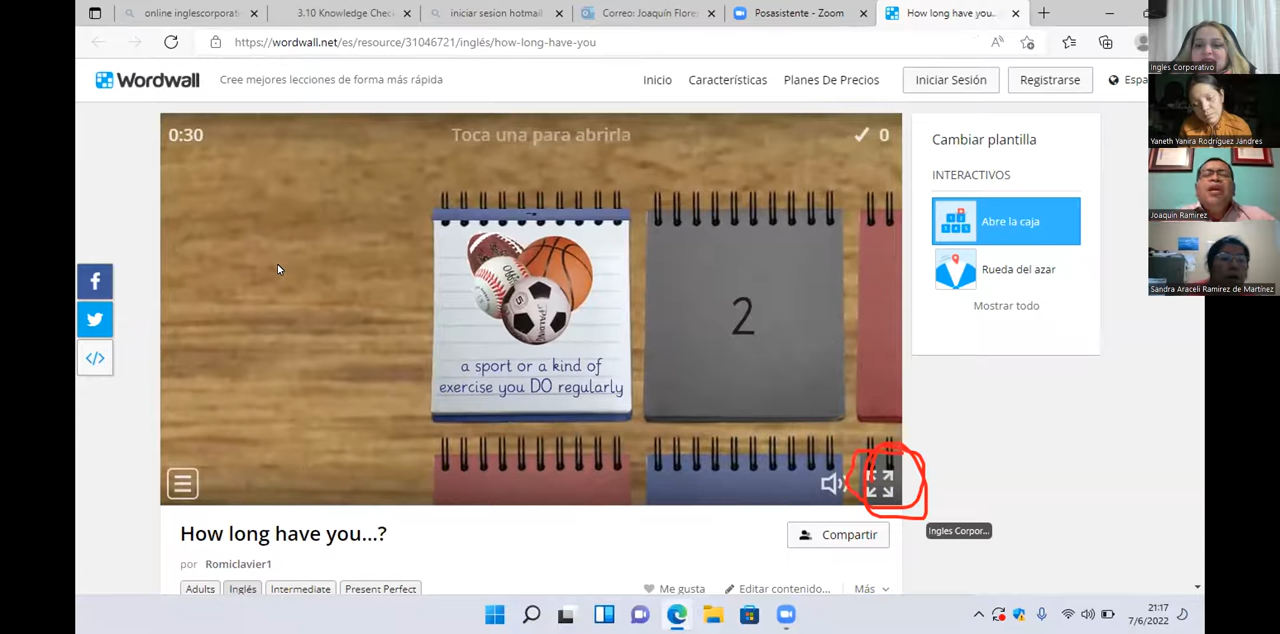 online inglescorporati
3.10 Knowledge Chec
iniciar sesion hotmail
Correo: Joaquín Flore
Posasistente - Zoom
How long have you...
https://wordwall.net/es/resource/31046721/inglés/how-long-have-you
Wordwall
Cree mejores lecciones de forma más rápida
Inicio
Características
Planes De Precios
Iniciar Sesión
Registrarse
Espa
0:30
Toca una para abrirla
0
a sport or a kind of
exercise you DO regularly
2
Cambiar plantilla
INTERACTIVOS
Abre la caja
Rueda del azar
Mostrar todo
Ingles Corporativo
Yaneth Yanira Rodríguez Jándres
Joaquin Ramirez
Sandra Araceli Ramirez de Martínez
Ingles Corpor...
How long have you...?
Compartir
por Romiclavier1
Adults
Inglés
Intermediate
Present Perfect
Me gusta
Editar contenido...
Más
21:17
7/6/2022